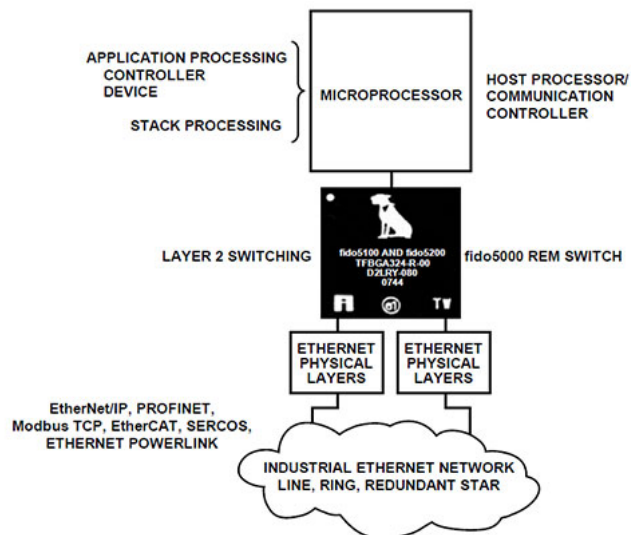 APPLICATION PROCESSING
CONTROLLER
DEVICE
STACK PROCESSING
MICROPROCESSOR
HOST PROCESSOR/
COMMUNICATION
CONTROLLER
LAYER 2 SWITCHING
fido5100 AND fido5200
TFBGA324-R-00
D2LRY-080
0744
fido5000 REM SWITCH
ETHERNET
PHYSICAL
LAYERS
ETHERNET
PHYSICAL
LAYERS
EtherNet/IP, PROFINET,
Modbus TCP, EtherCAT, SERCOS,
ETHERNET POWERLINK
INDUSTRIAL ETHERNET NETWORK
LINE, RING, REDUNDANT STAR